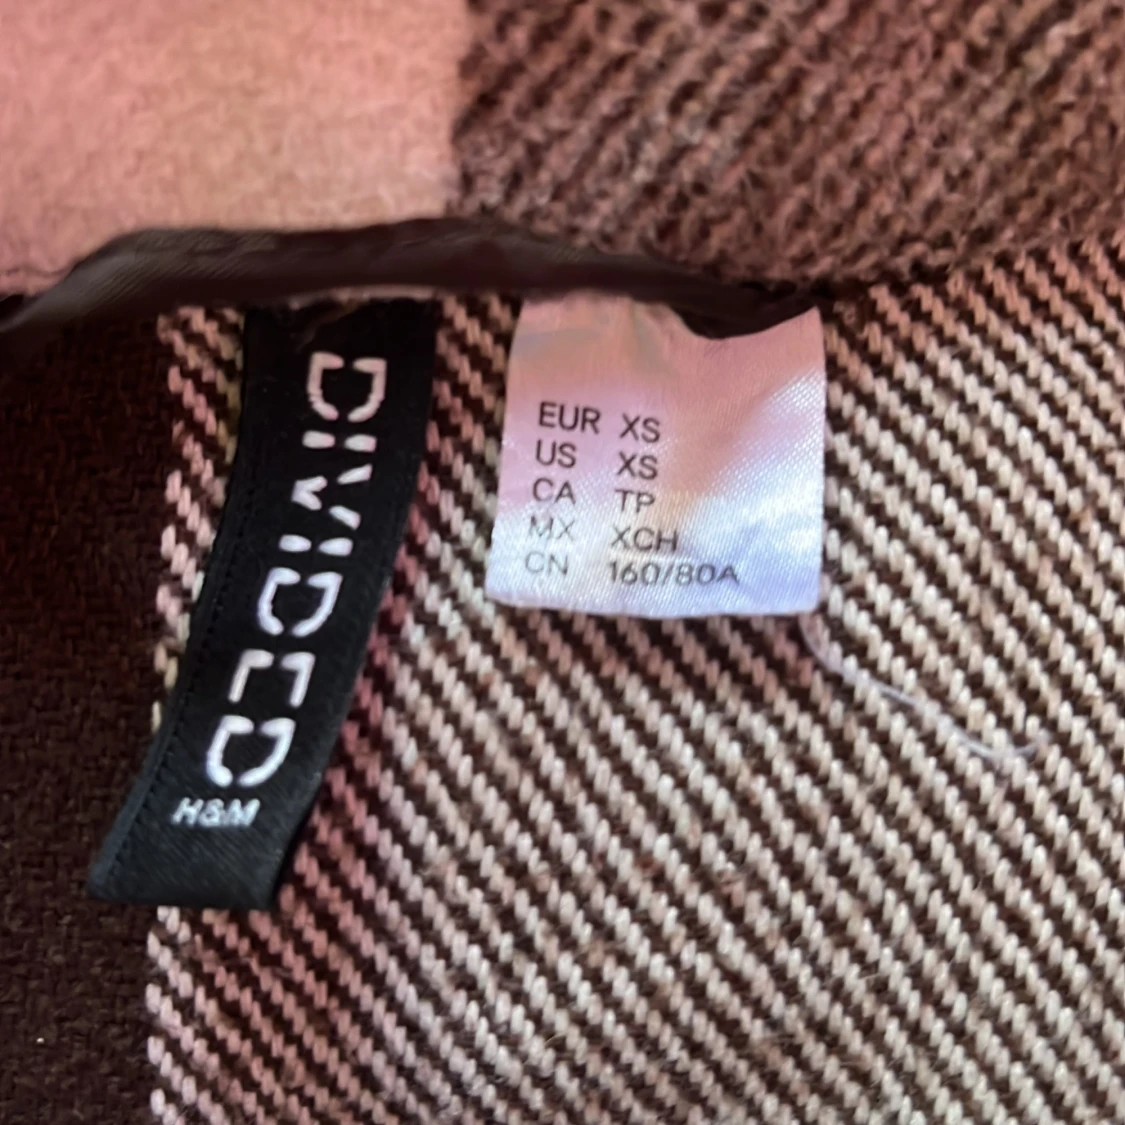 DIVIDED
H&M
EUR XS
US XS
CA TP
MX XCH
CN 160/80A